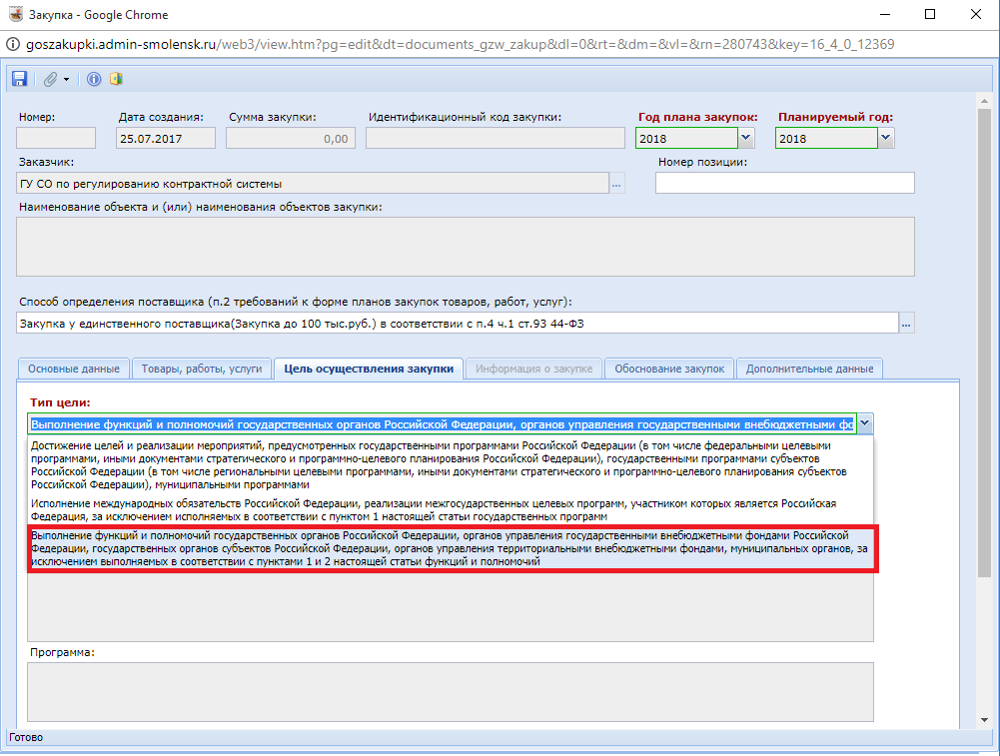 Закупка - Google Chrome
goszakupki.admin-smolensk.ru/web3/view.htm?pg=edit&dt=documents_gzw_zakup&dl=0&rt=&dm=&vl=&rn=280743&key=16_4_0_12369
Номер: Дата создания: Сумма закупки: Идентификационный код закупки: Год плана закупок: Планируемый год:
25.07.2017 0,00 2018 2018
Заказчик: Номер позиции:
ГУ СО по регулированию контрактной системы ...
Наименование объекта и (или) наименования объектов закупки:
Способ определения поставщика (п.2 требований к форме планов закупок товаров, работ, услуг):
Закупка у единственного поставщика(Закупка до 100 тыс.руб.) в соответствии с п.4 ч.1 ст.93 44-ФЗ ...
Основные данные Товары, работы, услуги Цель осуществления закупки Информация о закупке Обоснование закупок Дополнительные данные
Тип цели:
Выполнение функций и полномочий государственных органов Российской Федерации, органов управления государственными внебюджетными фо
Достижение целей и реализации мероприятий, предусмотренных государственными программами Российской Федерации (в том числе федеральными целевыми
программами, иными документами стратегического и программно-целевого планирования Российской Федерации), государственными программами субъектов
Российской Федерации (в том числе региональными целевыми программами, иными документами стратегического и программно-целевого планирования субъектов
Российской Федерации), муниципальными программами
Исполнение международных обязательств Российской Федерации, реализации межгосударственных целевых программ, участником которых является Российская
Федерация, за исключением исполняемых в соответствии с пунктом 1 настоящей статьи государственных программ
Выполнение функций и полномочий государственных органов Российской Федерации, органов управления государственными внебюджетными фондами Российской
Федерации, государственных органов субъектов Российской Федерации, органов управления территориальными внебюджетными фондами, муниципальных органов, за
исключением выполняемых в соответствии с пунктами 1 и 2 настоящей статьи функций и полномочий
Программа:
Готово